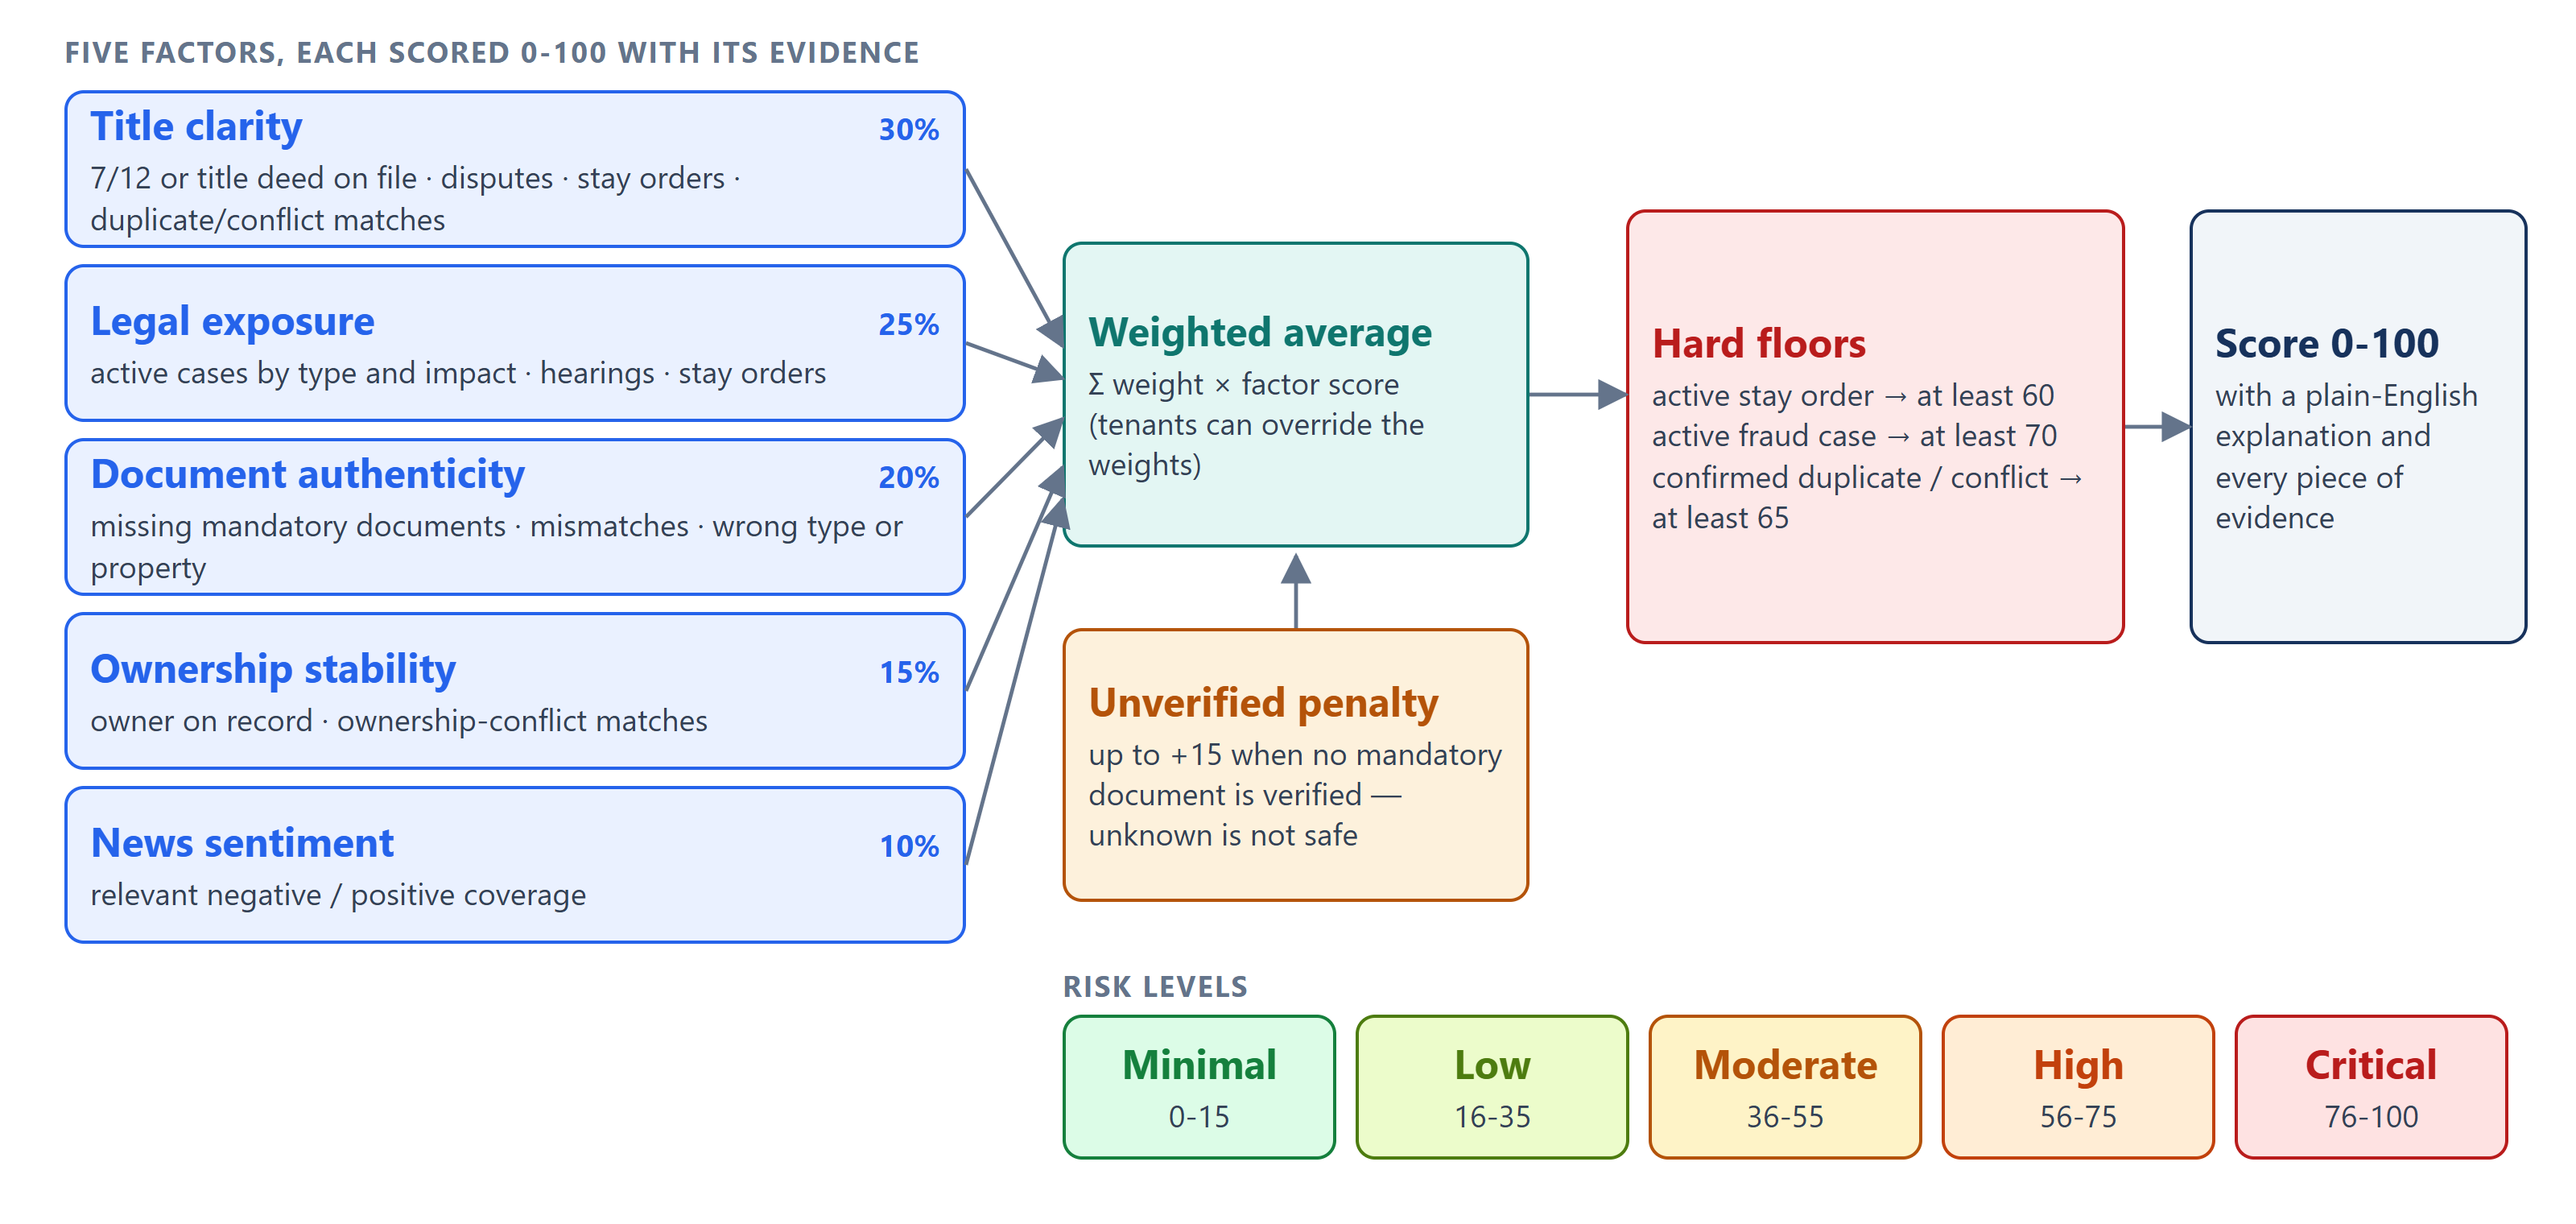 FIVE FACTORS, EACH SCORED 0-100 WITH ITS EVIDENCE
Title clarity 30%
7/12 or title deed on file · disputes · stay orders ·
duplicate/conflict matches
Legal exposure 25%
active cases by type and impact · hearings · stay orders
Document authenticity 20%
missing mandatory documents · mismatches · wrong type or
property
Ownership stability 15%
owner on record · ownership-conflict matches
News sentiment 10%
relevant negative / positive coverage
Weighted average
Σ weight × factor score
(tenants can override the
weights)
Unverified penalty
up to +15 when no mandatory
document is verified —
unknown is not safe
Hard floors
active stay order → at least 60
active fraud case → at least 70
confirmed duplicate / conflict →
at least 65
Score 0-100
with a plain-English
explanation and
every piece of
evidence
RISK LEVELS
Minimal
0-15
Low
16-35
Moderate
36-55
High
56-75
Critical
76-100